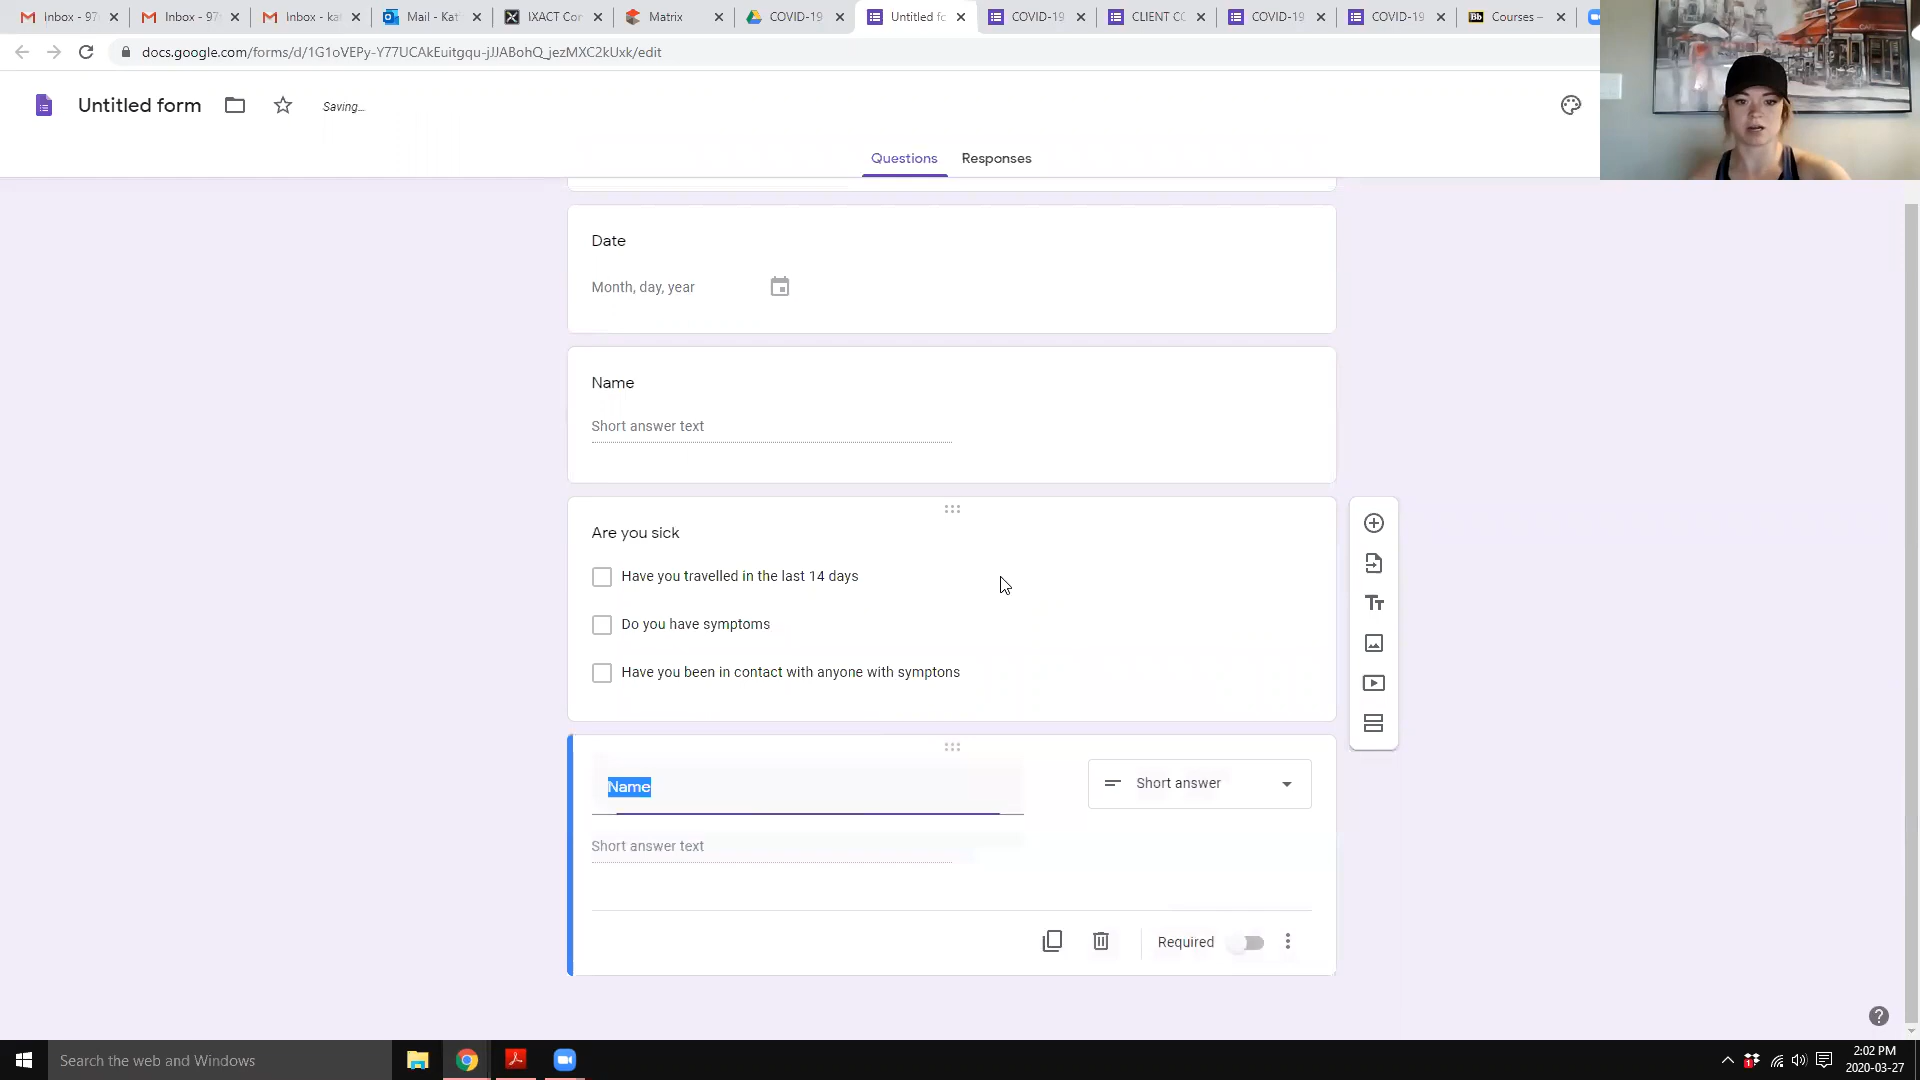 Inbox - 97
Inbox - 97
Inbox - kat
Mail - Kat
IXACT Con
Matrix
COVID-19
Untitled fo
COVID-19
CLIENT CO
COVID-19
COVID-19
Bb
Courses –
docs.google.com/forms/d/1G1oVEPy-Y77UCAkEuitgqu-jJJABohQ_jezMXC2kUxk/edit
Untitled form
Saving...
Questions
Responses
Date
Month, day, year
Name
Short answer text
Are you sick
Have you travelled in the last 14 days
Do you have symptoms
Have you been in contact with anyone with symptons
Name
Short answer
Short answer text
Required
Search the web and Windows
2:02 PM
2020-03-27